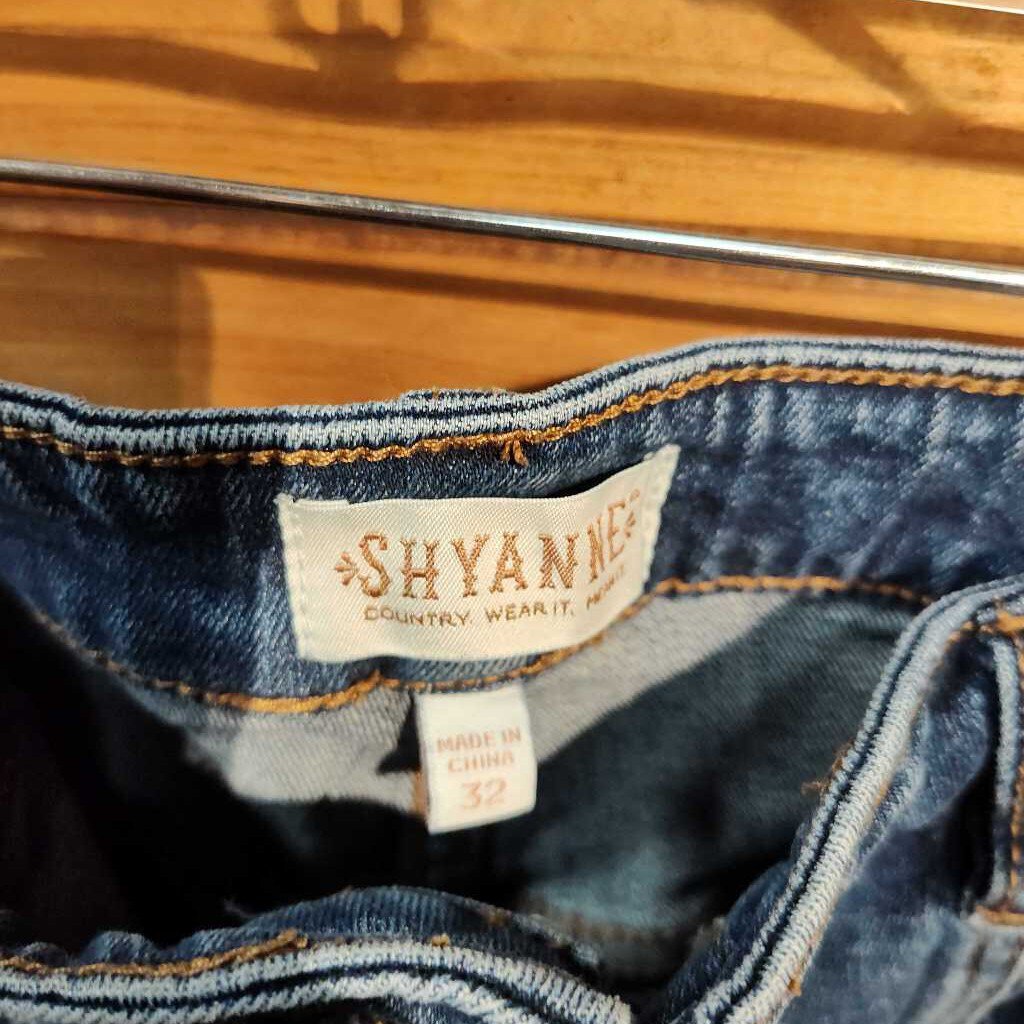 SHYANNE
COUNTRY. WEAR IT.
MADE IN
CHINA
32